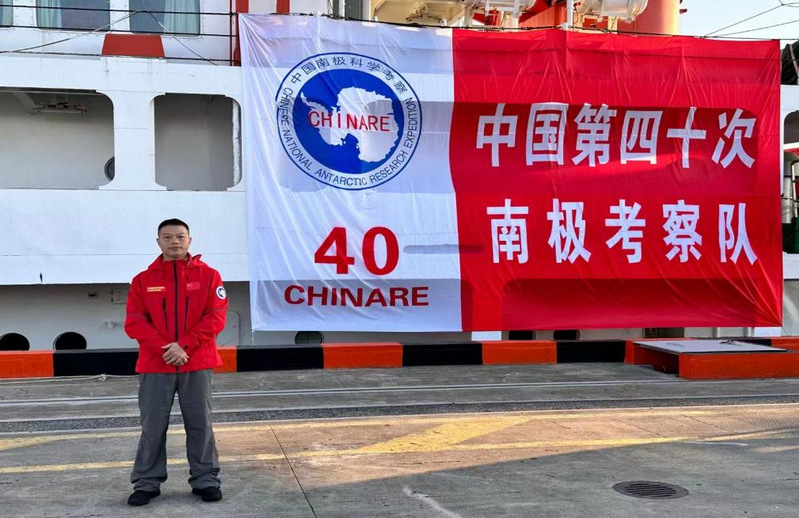 中国南极科学考察
CHINARE
CHINESE NATIONAL ANTARCTIC RESEARCH EXPEDITION
40
CHINARE
中国第四十次
南极考察队